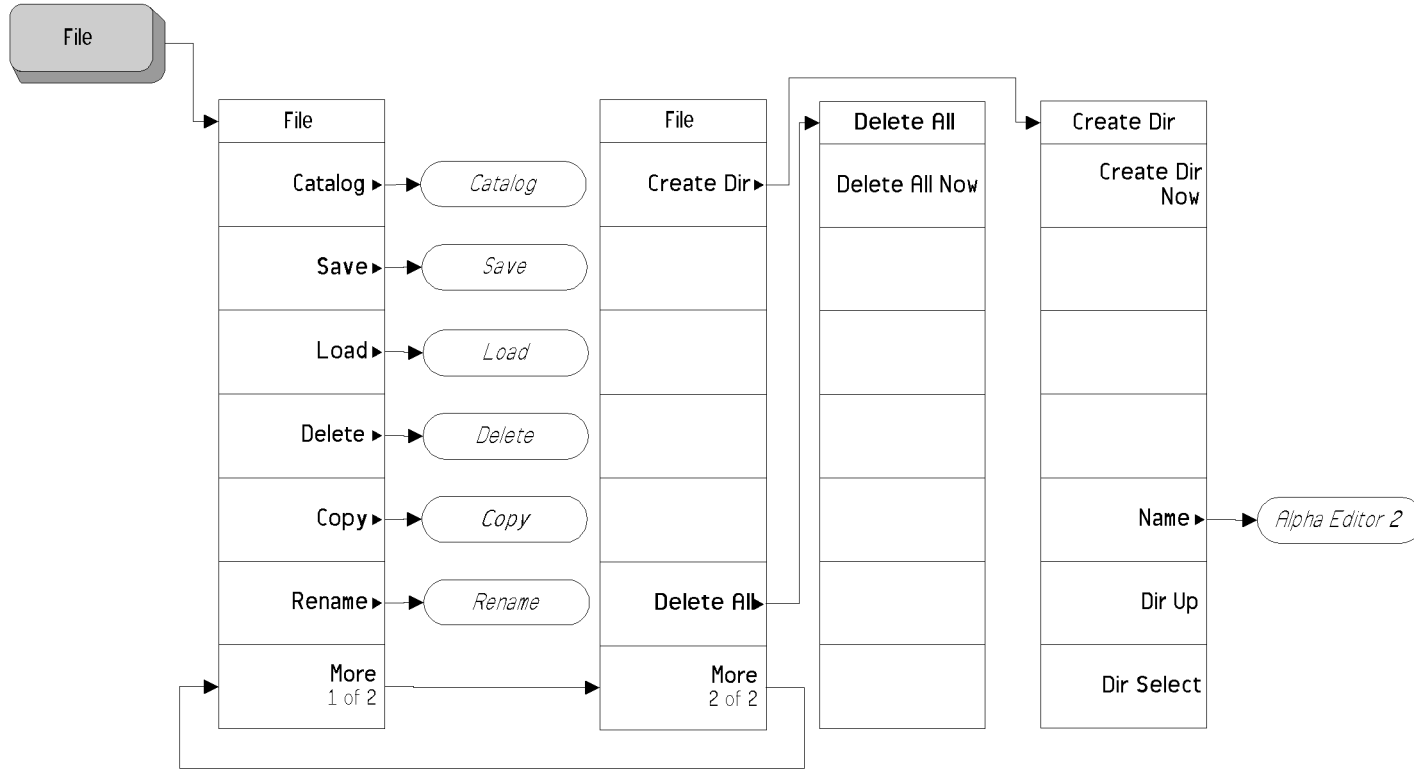 File
File
Catalog
Catalog
Save
Save
Load
Load
Delete
Delete
Copy
Copy
Rename
Rename
More
1 of 2
File
Create Dir
Delete All
More
2 of 2
Delete All
Delete All Now
Create Dir
Create Dir
Now
Name
Alpha Editor 2
Dir Up
Dir Select